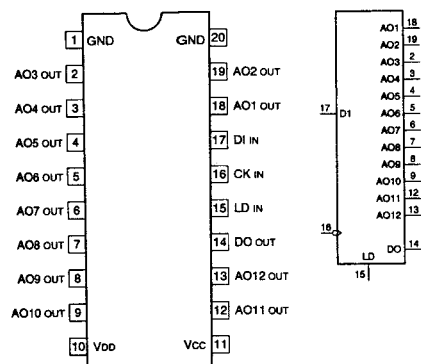 1 GND GND 20
AO3 OUT 2 19 AO2 OUT
AO4 OUT 3 18 AO1 OUT
AO5 OUT 4 17 DI IN
AO6 OUT 5 16 CK IN
AO7 OUT 6 15 LD IN
AO8 OUT 7 14 DO OUT
AO9 OUT 8 13 AO12 OUT
AO10 OUT 9 12 AO11 OUT
10 VDD VCC 11
AO1 18
AO2 19
AO3 2
AO4 3
AO5 4
17 D1 AO6 5
AO7 6
AO8 7
AO9 8
AO10 9
AO11 12
AO12 13
16
DO 14
LD
15